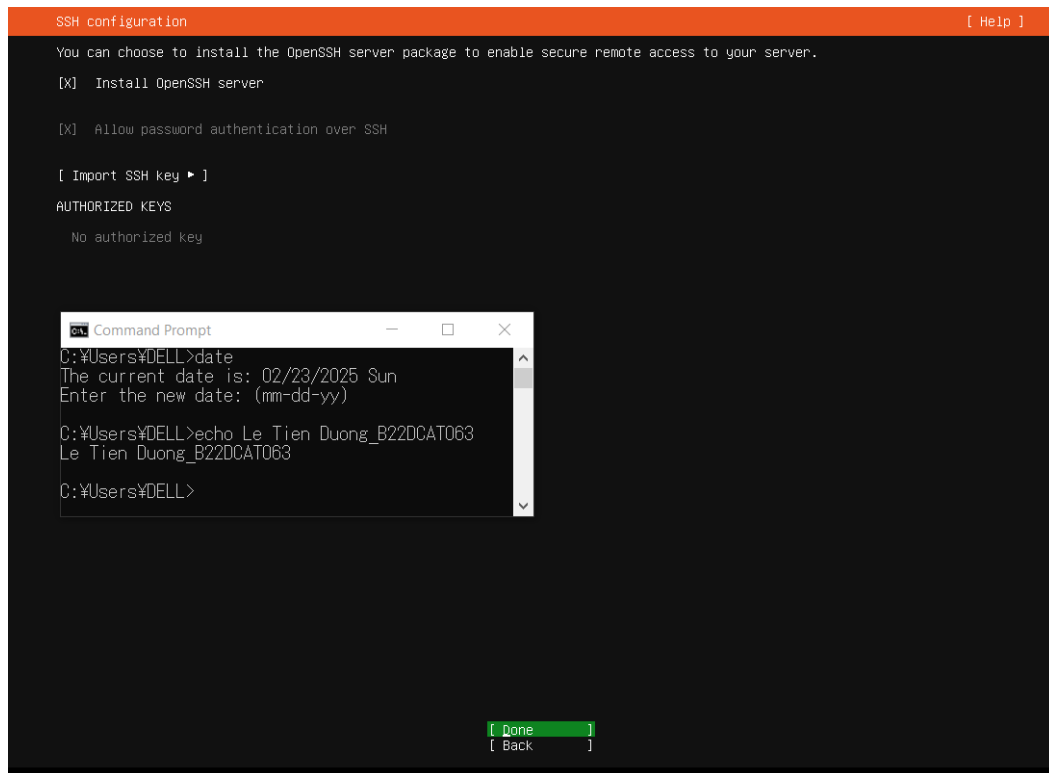 SSH configuration [ Help ]
You can choose to install the OpenSSH server package to enable secure remote access to your server.
[X] Install OpenSSH server
[X] Allow password authentication over SSH
[ Import SSH key ▸ ]
AUTHORIZED KEYS
No authorized key
Command Prompt
C:¥Users¥DELL>date
The current date is: 02/23/2025 Sun
Enter the new date: (mm-dd-yy)
C:¥Users¥DELL>echo Le Tien Duong_B22DCAT063
Le Tien Duong_B22DCAT063
C:¥Users¥DELL>
[ Done ]
[ Back ]